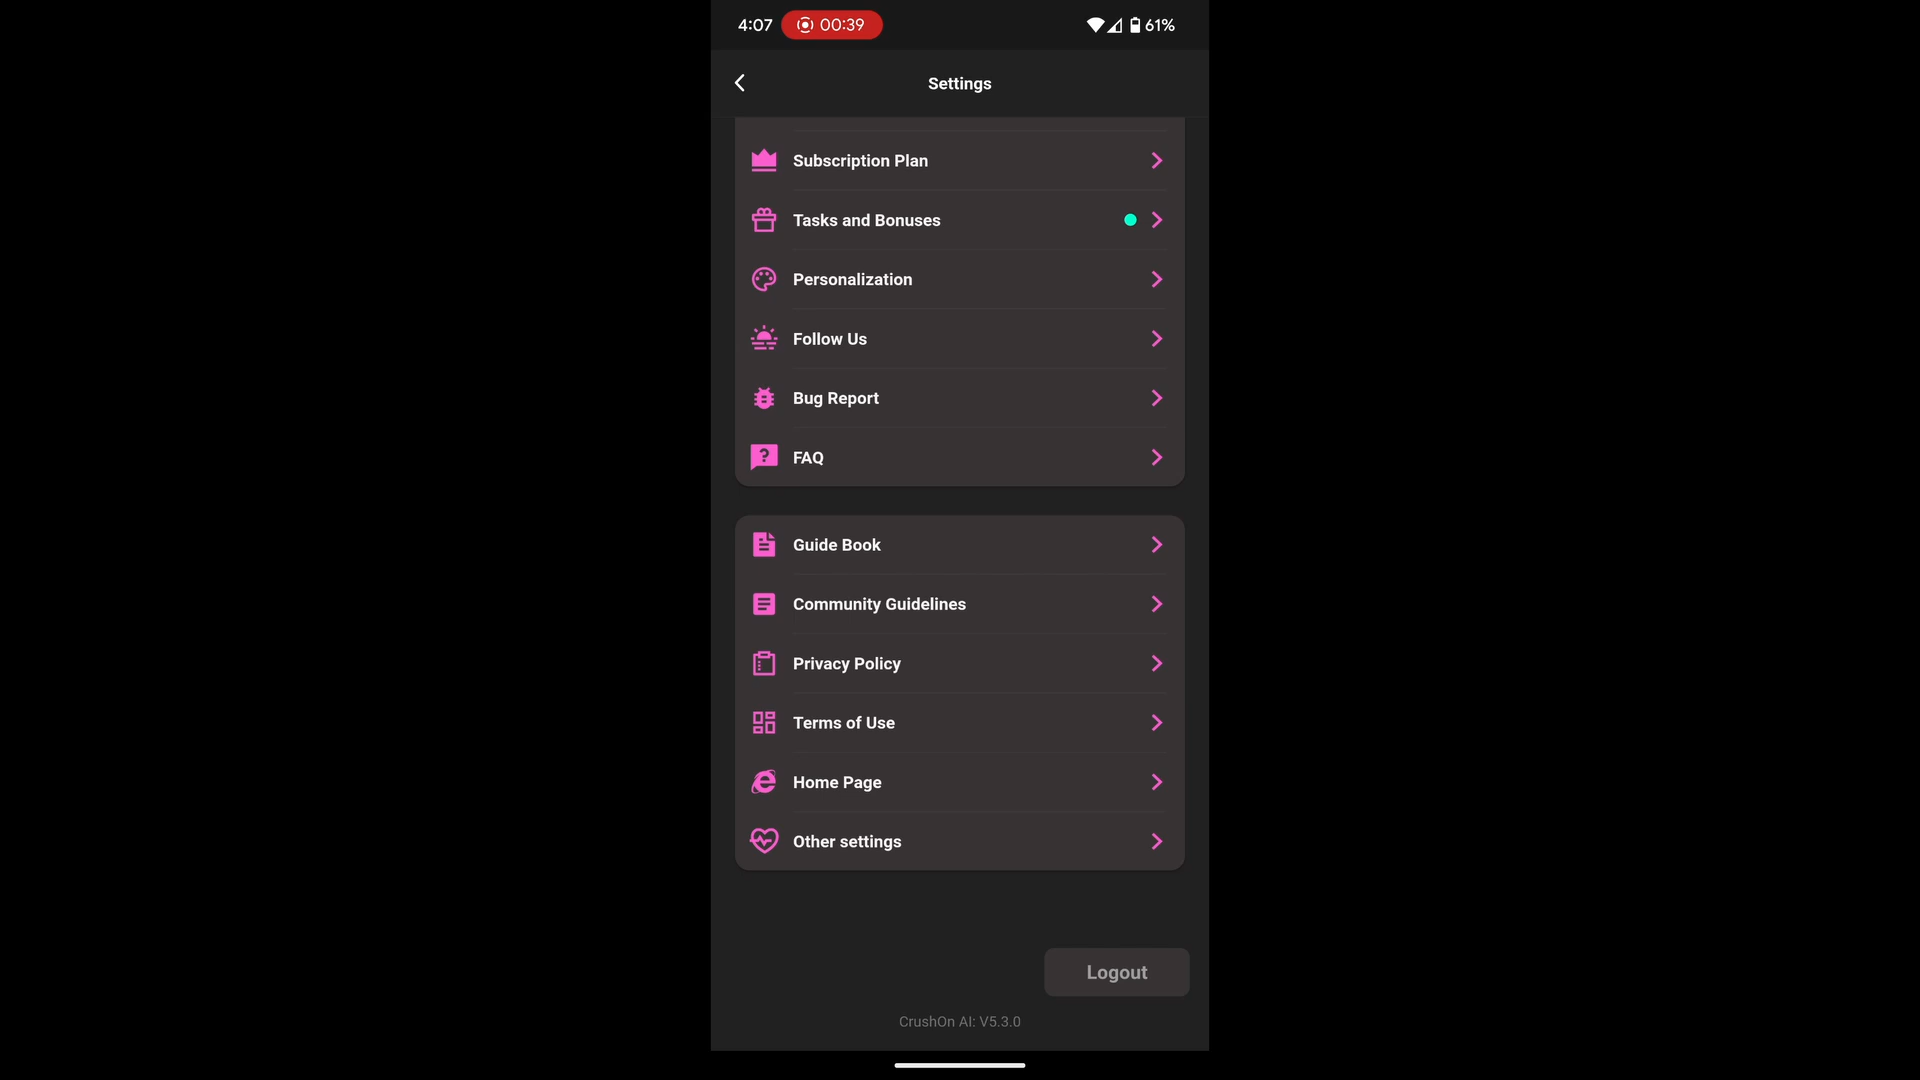 4:07 00:39 61%
Settings
Subscription Plan
Tasks and Bonuses
Personalization
Follow Us
Bug Report
FAQ
Guide Book
Community Guidelines
Privacy Policy
Terms of Use
Home Page
Other settings
Logout
CrushOn AI: V5.3.0